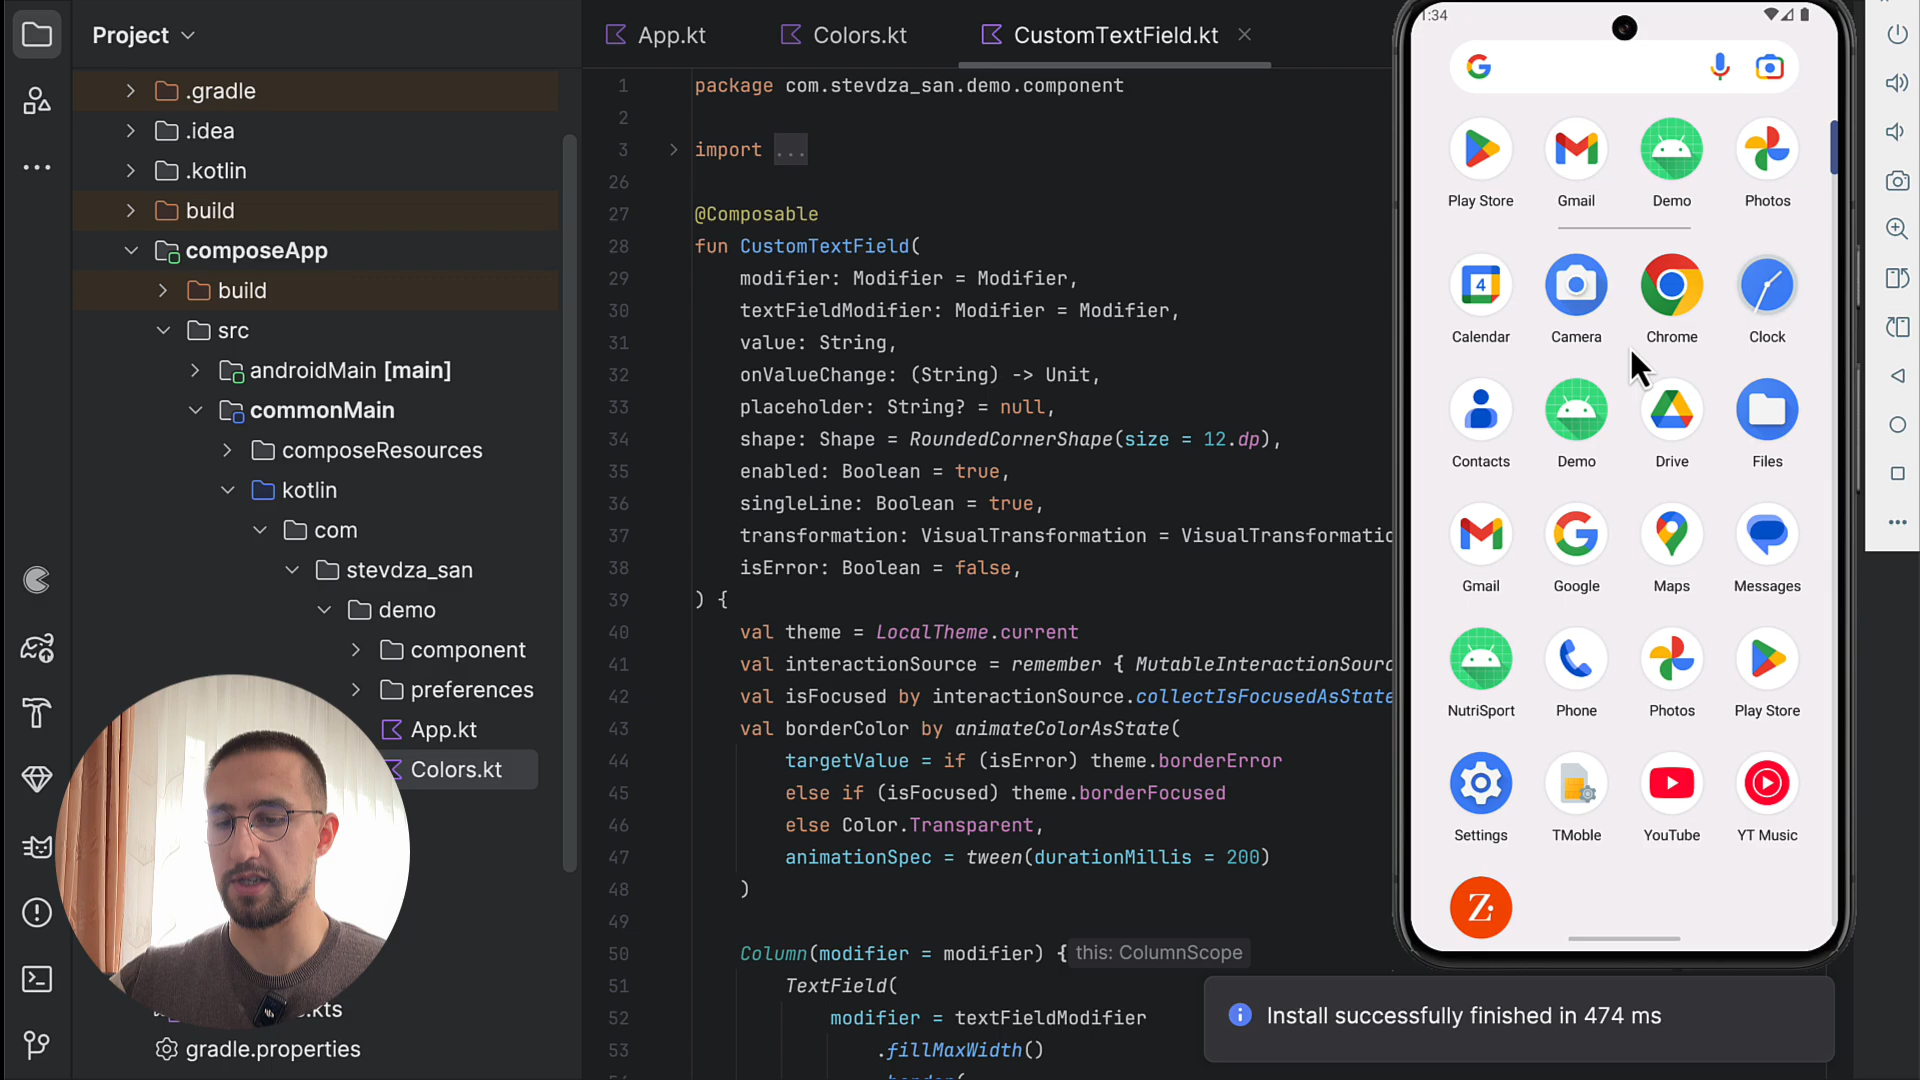 Project
.gradle
.idea
.kotlin
build
composeApp
build
src
androidMain [main]
commonMain
composeResources
kotlin
com
stevdza_san
demo
component
preferences
App.kt
Colors.kt
.kts
gradle.properties
App.kt
Colors.kt
CustomTextField.kt
1 package com.stevdza_san.demo.component
2
3 import ...
26
27 @Composable
28 fun CustomTextField(
29 modifier: Modifier = Modifier,
30 textFieldModifier: Modifier = Modifier,
31 value: String,
32 onValueChange: (String) -> Unit,
33 placeholder: String? = null,
34 shape: Shape = RoundedCornerShape(size = 12.dp),
35 enabled: Boolean = true,
36 singleLine: Boolean = true,
37 transformation: VisualTransformation = VisualTransformatio
38 isError: Boolean = false,
39 ) {
40 val theme = LocalTheme.current
41 val interactionSource = remember { MutableInteractionSourc
42 val isFocused by interactionSource.collectIsFocusedAsState
43 val borderColor by animateColorAsState(
44 targetValue = if (isError) theme.borderError
45 else if (isFocused) theme.borderFocused
46 else Color.Transparent,
47 animationSpec = tween(durationMillis = 200)
48 )
49
50 Column(modifier = modifier) { this: ColumnScope
51 TextField(
52 modifier = textFieldModifier
53 .fillMaxWidth()
1:34
Play Store
Gmail
Demo
Photos
4
Calendar
Camera
Chrome
Clock
Contacts
Demo
Drive
Files
Gmail
Google
Maps
Messages
NutriSport
Phone
Photos
Play Store
Settings
TMoble
YouTube
YT Music
Z
Install successfully finished in 474 ms